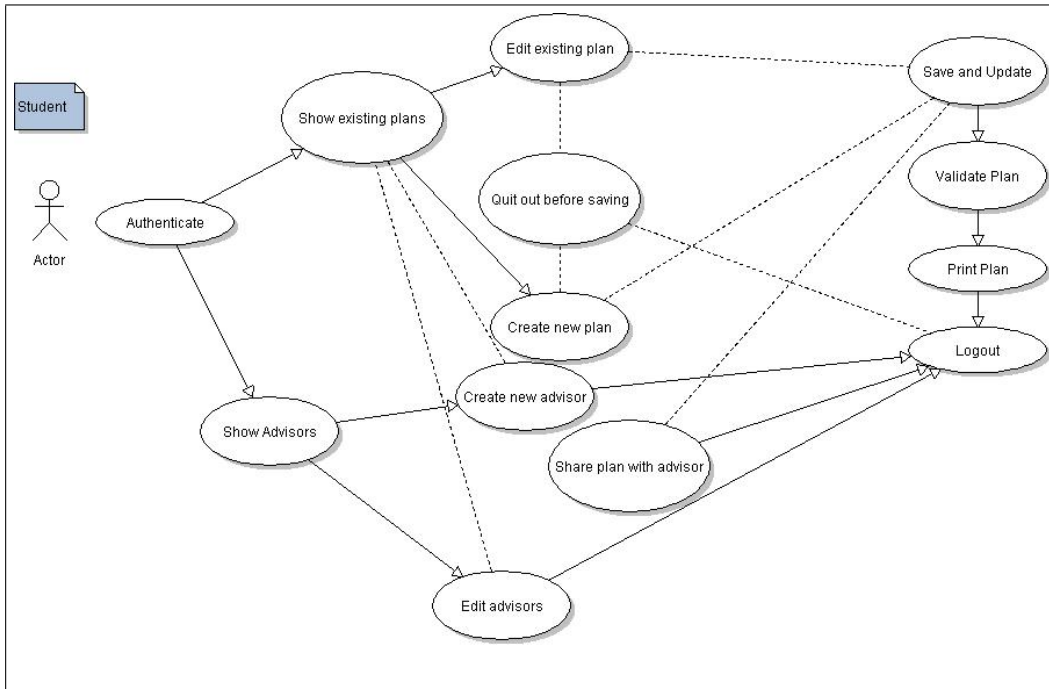 Student
Actor
Authenticate
Show existing plans
Edit existing plan
Save and Update
Quit out before saving
Validate Plan
Print Plan
Create new plan
Logout
Create new advisor
Show Advisors
Share plan with advisor
Edit advisors